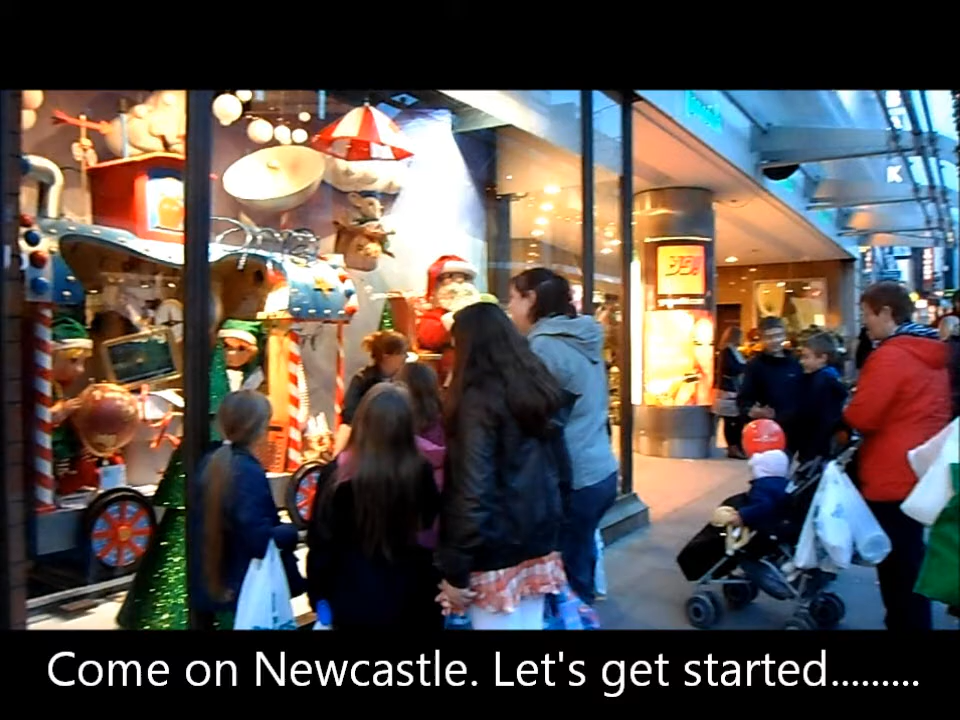 K
Come on Newcastle. Let's get started.........